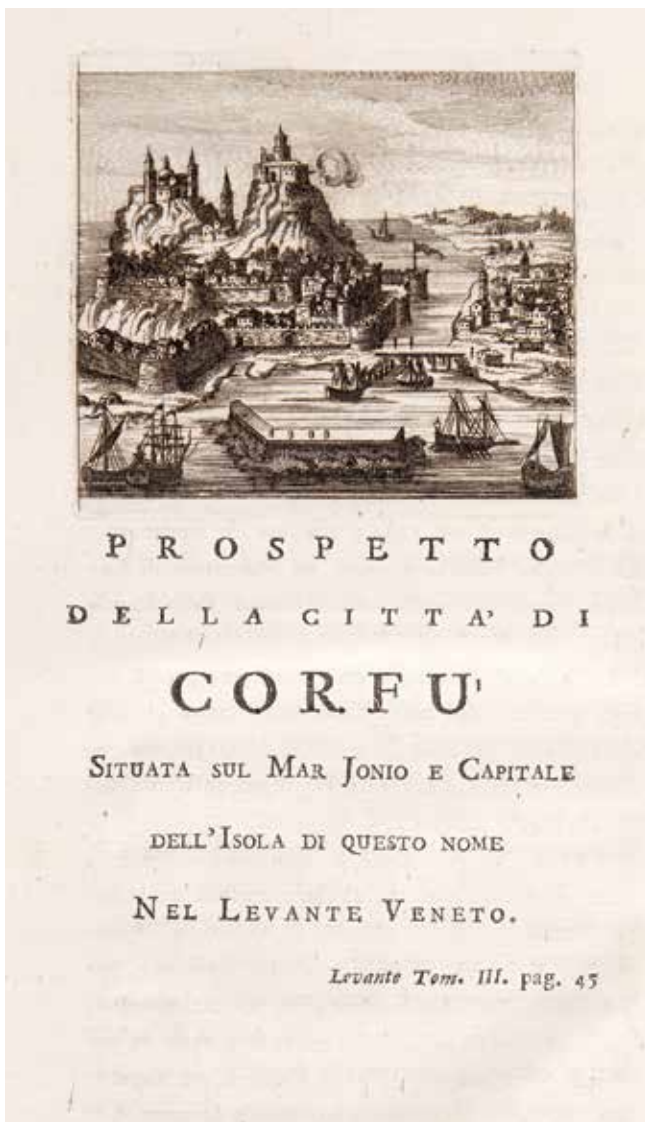 PROSPETTO
DELLA CITTA' DI
CORFU'
SITUATA SUL MAR JONIO E CAPITALE
DELL'ISOLA DI QUESTO NOME
NEL LEVANTE VENETO.
Levante Tom. III. pag. 45